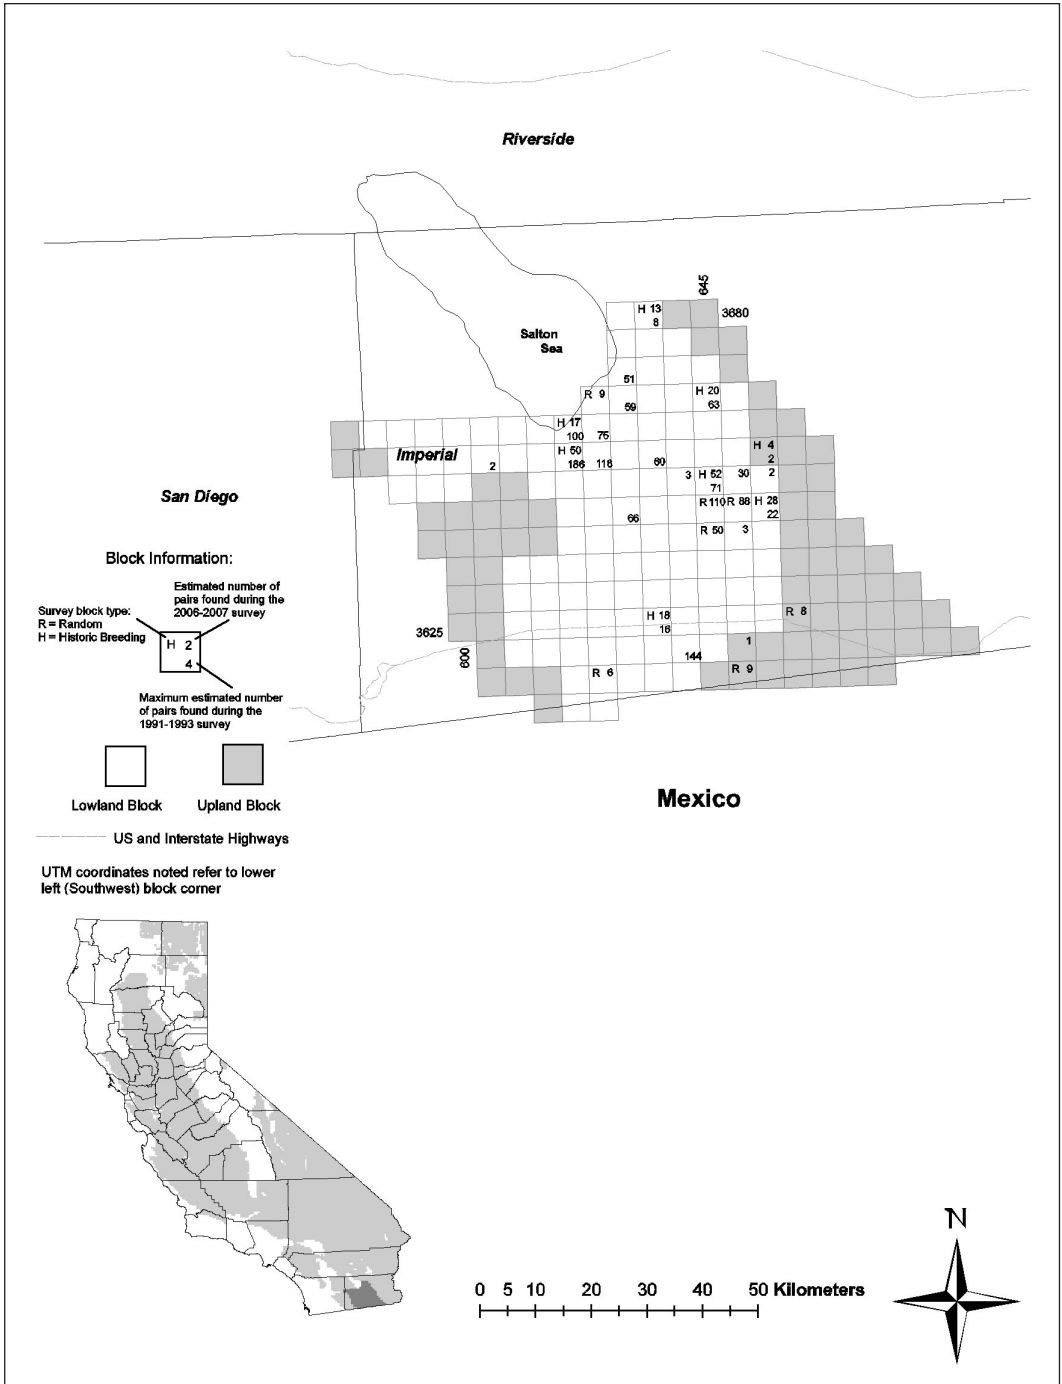 Riverside
645
H 13
3680
8
Salton
Sea
51
R 9
H 20
59
63
H 17
100
75
Imperial
H 50
H 4
2
186
118
60
2
3
H 52
30
2
71
San Diego
R 110
R 88
H 28
66
22
R 50
3
Block Information:
Estimated number of
pairs found during the
2006-2007 survey
Survey block type:
R = Random
H = Historic Breeding
H 2
4
Maximum estimated number
of pairs found during the
1991-1993 survey
R 8
H 18
3625
16
1
600
144
R 6
R 9
Lowland Block
Upland Block
Mexico
US and Interstate Highways
UTM coordinates noted refer to lower
left (Southwest) block corner
N
0 5 10 20 30 40 50 Kilometers